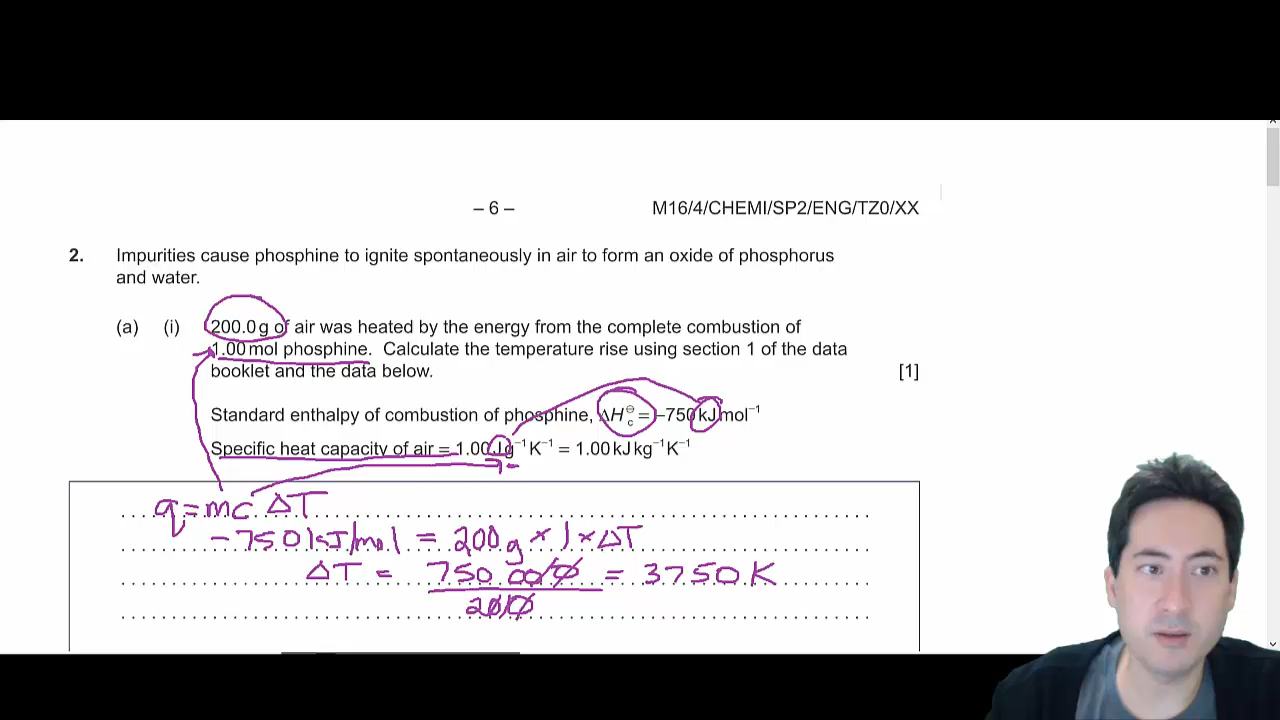 – 6 –
M16/4/CHEMI/SP2/ENG/TZ0/XX
2. Impurities cause phosphine to ignite spontaneously in air to form an oxide of phosphorus
and water.
(a) (i) 200.0 g of air was heated by the energy from the complete combustion of
1.00 mol phosphine. Calculate the temperature rise using section 1 of the data
booklet and the data below. [1]
Standard enthalpy of combustion of phosphine, ΔH⦵c = –750 kJ mol⁻¹
Specific heat capacity of air = 1.00 J g⁻¹ K⁻¹ = 1.00 kJ kg⁻¹ K⁻¹
q = mc ΔT
-750 kJ/mol = 200g × 1 × ΔT
ΔT = 750 000 / 200 = 3750 K